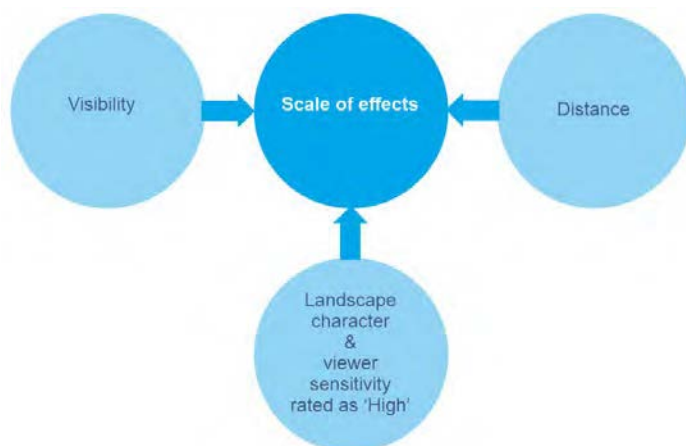 Visibility
Scale of effects
Distance
Landscape
character
&
viewer
sensitivity
rated as ‘High’